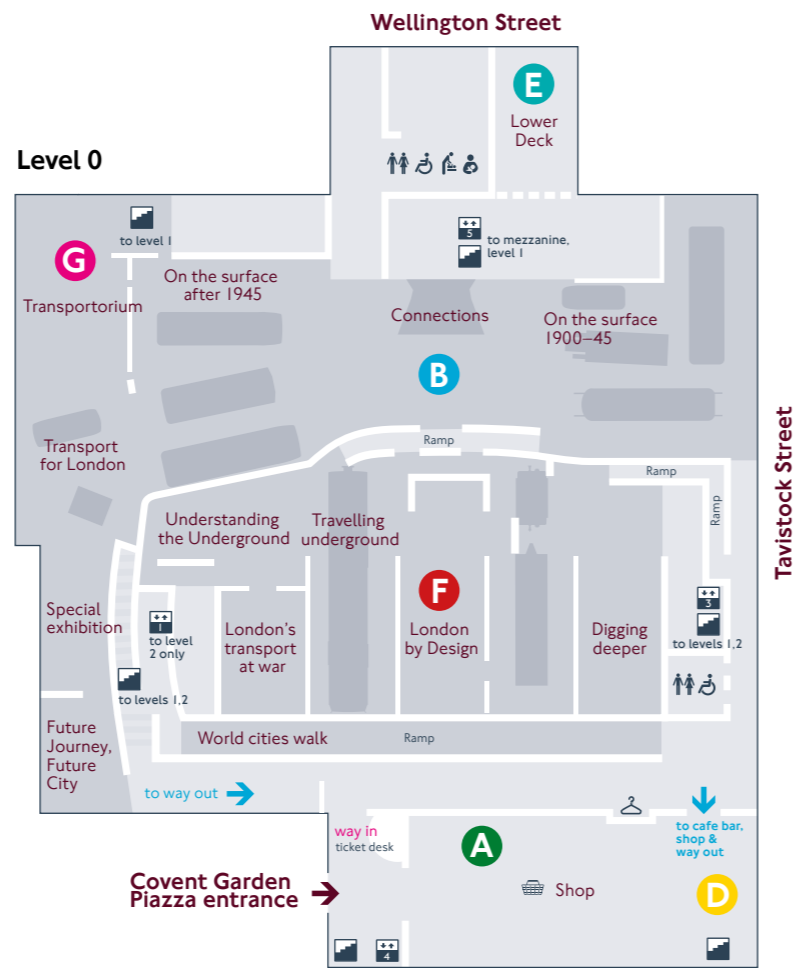 Wellington Street
E
Lower
Deck
Level 0
5
to mezzanine,
level 1
to level 1
G
Transportorium
On the surface
after 1945
Connections
On the surface
1900–45
B
Tavistock Street
Transport
for London
Ramp
Ramp
Ramp
Understanding
the Underground
Travelling
underground
F
London
by Design
Special
exhibition
1
to level
2 only
London's
transport
at war
Digging
deeper
3
to levels 1,2
to levels 1,2
Future
Journey,
Future
City
World cities walk
Ramp
to way out
way in
ticket desk
A
to cafe bar,
shop &
way out
Covent Garden
Piazza entrance
Shop
D
4